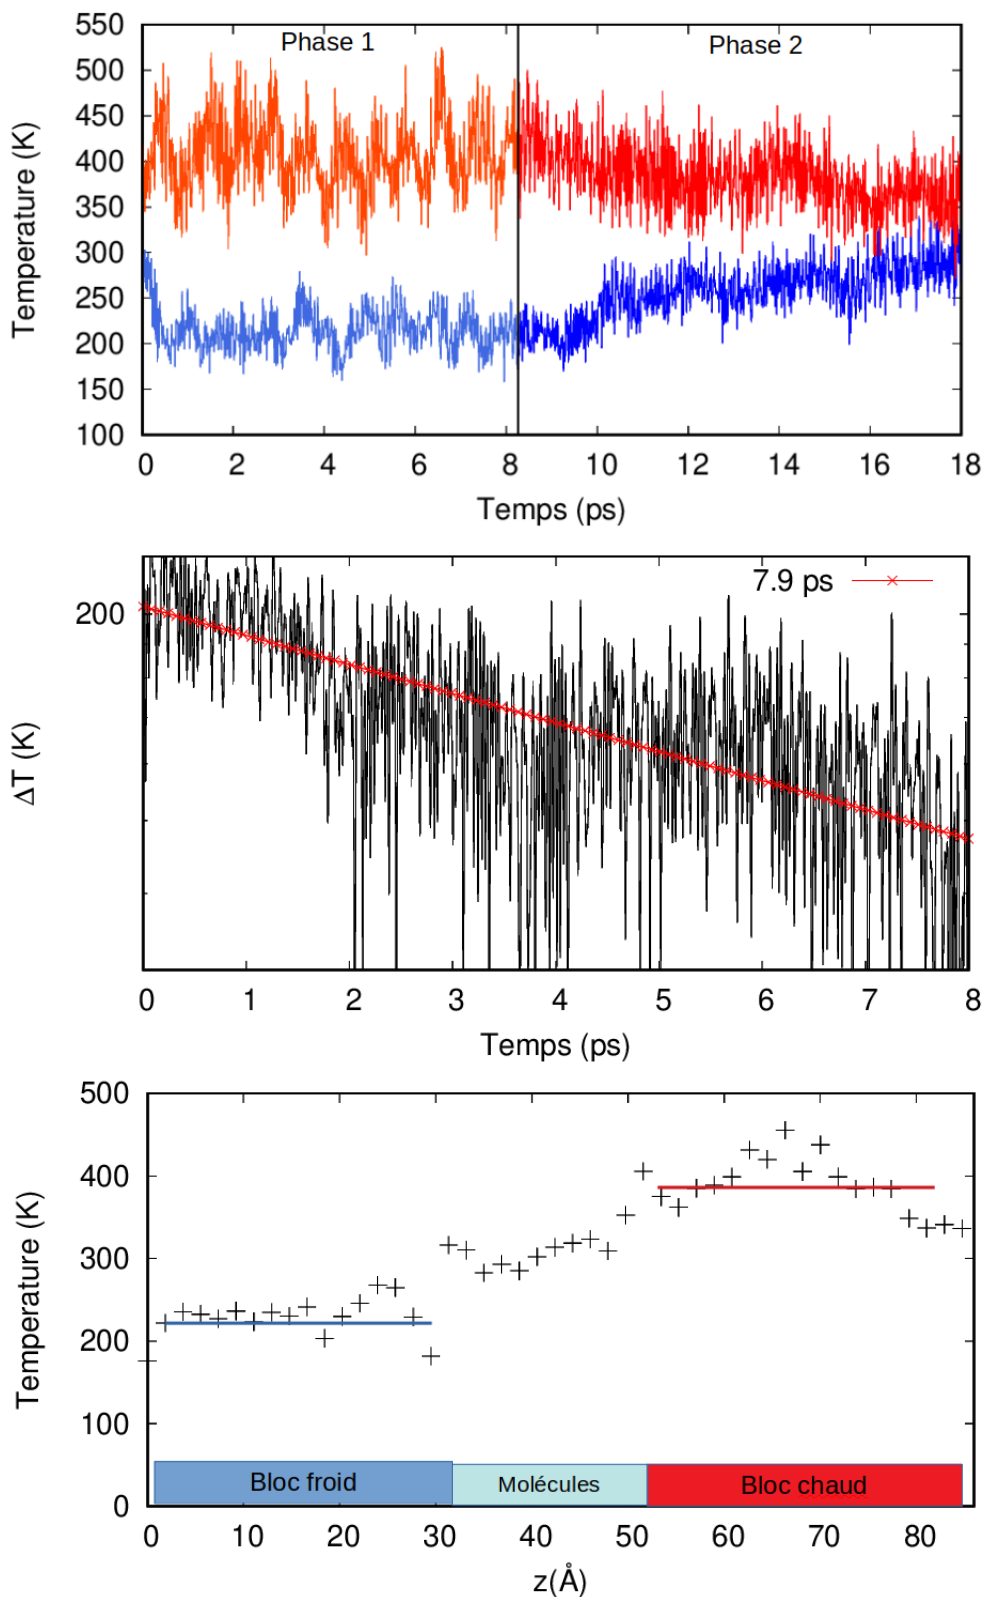 550
Phase 1
Phase 2
500
450
400
350
300
250
200
150
100
Temperature (K)
0 2 4 6 8 10 12 14 16 18
Temps (ps)
7.9 ps
200
ΔT (K)
0 1 2 3 4 5 6 7 8
Temps (ps)
500
400
300
200
100
0
Temperature (K)
Bloc froid
Molécules
Bloc chaud
0 10 20 30 40 50 60 70 80
z(Å)